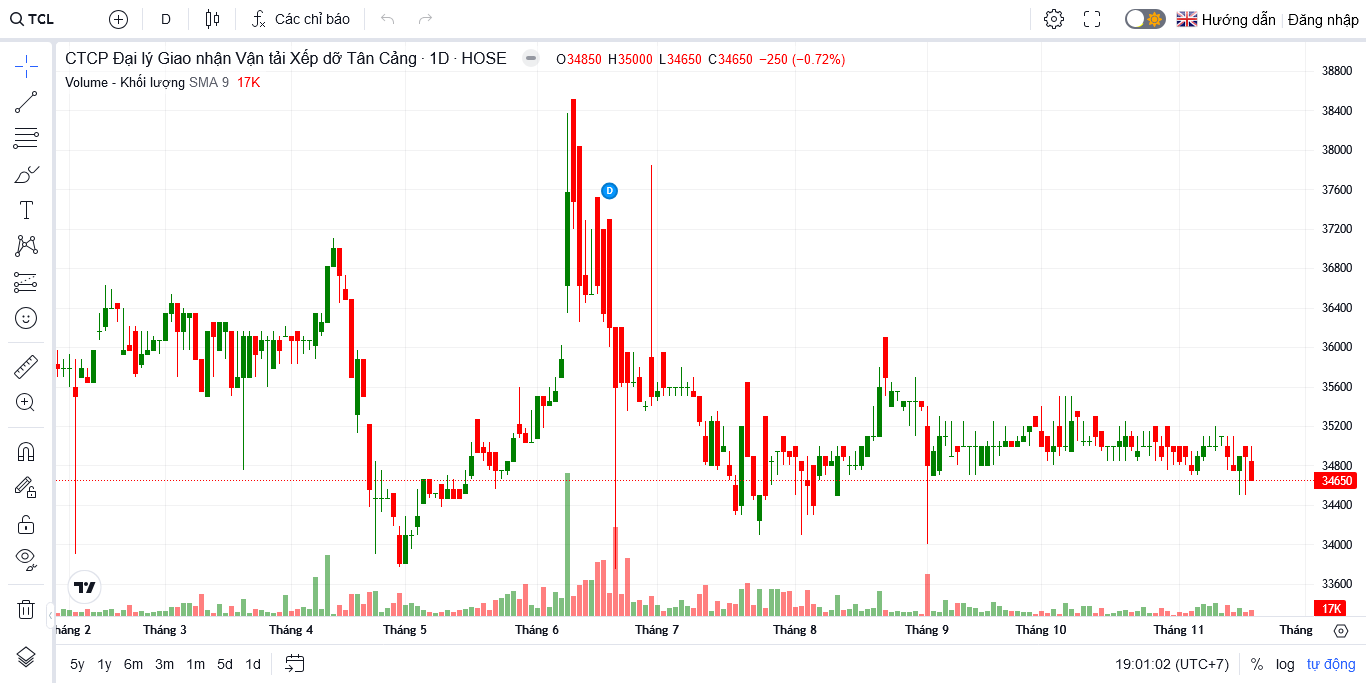 TCL D Các chỉ báo Hướng dẫn Đăng nhập
CTCP Đại lý Giao nhận Vận tải Xếp dỡ Tân Cảng · 1D · HOSE O34850 H35000 L34650 C34650 −250 (−0.72%)
Volume - Khối lượng SMA 9 17K
38800
38400
38000
37600
37200
36800
36400
36000
35600
35200
34800
34650
34400
34000
33600
17K
D
T
háng 2 Tháng 3 Tháng 4 Tháng 5 Tháng 6 Tháng 7 Tháng 8 Tháng 9 Tháng 10 Tháng 11 Tháng
5y 1y 6m 3m 1m 5d 1d 19:01:02 (UTC+7) % log tự động